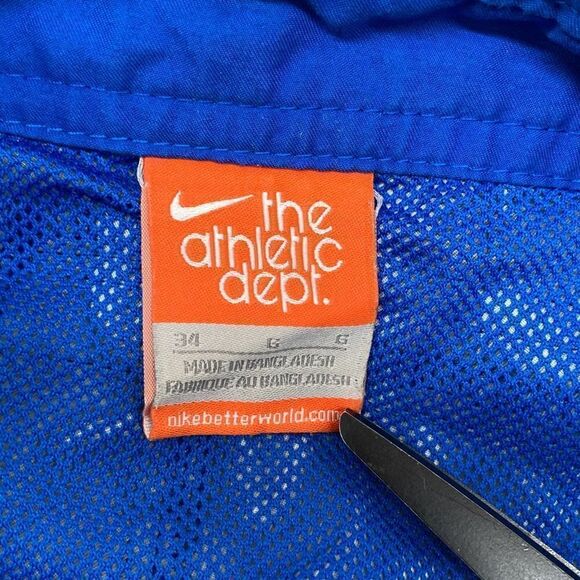 the
athletic
dept.
34 G G
MADE IN BANGLADESH
FABRIQUE AU BANGLADESH
nikebetterworld.com